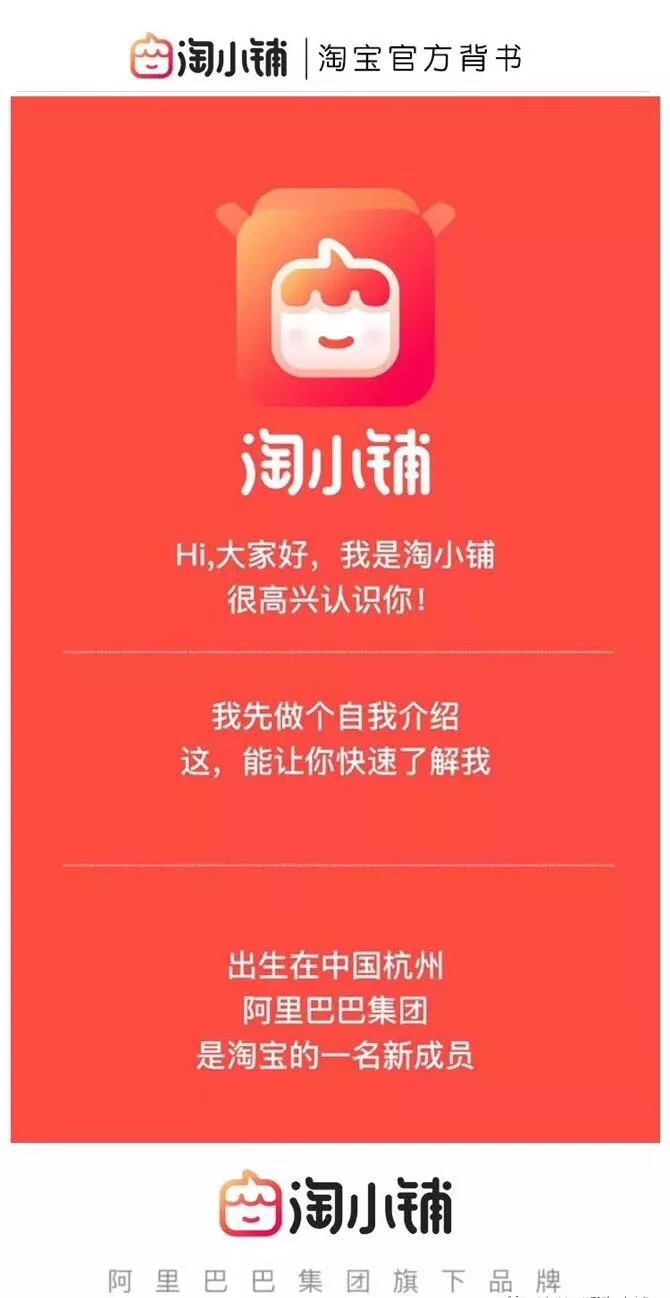 淘小铺 | 淘宝官方背书
淘小铺
Hi,大家好，我是淘小铺
很高兴认识你！
我先做个自我介绍
这，能让你快速了解我
出生在中国杭州
阿里巴巴集团
是淘宝的一名新成员
淘小铺
阿里巴巴集团旗下品牌